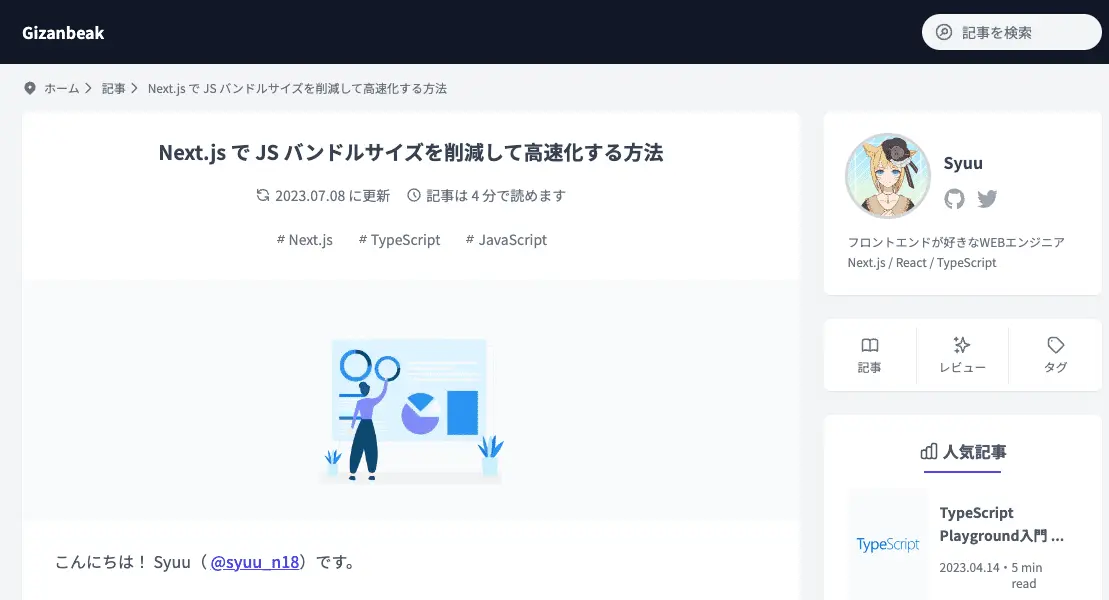 Gizanbeak
記事を検索
ホーム 記事 Next.js で JS バンドルサイズを削減して高速化する方法
Next.js で JS バンドルサイズを削減して高速化する方法
2023.07.08 に更新 記事は 4 分で読めます
# Next.js # TypeScript # JavaScript
こんにちは！ Syuu（ @syuu_n18）です。
Syuu
フロントエンドが好きなWEBエンジニア
Next.js / React / TypeScript
記事 レビュー タグ
人気記事
TypeScript
TypeScript
Playground入門 ...
2023.04.14・5 min
read